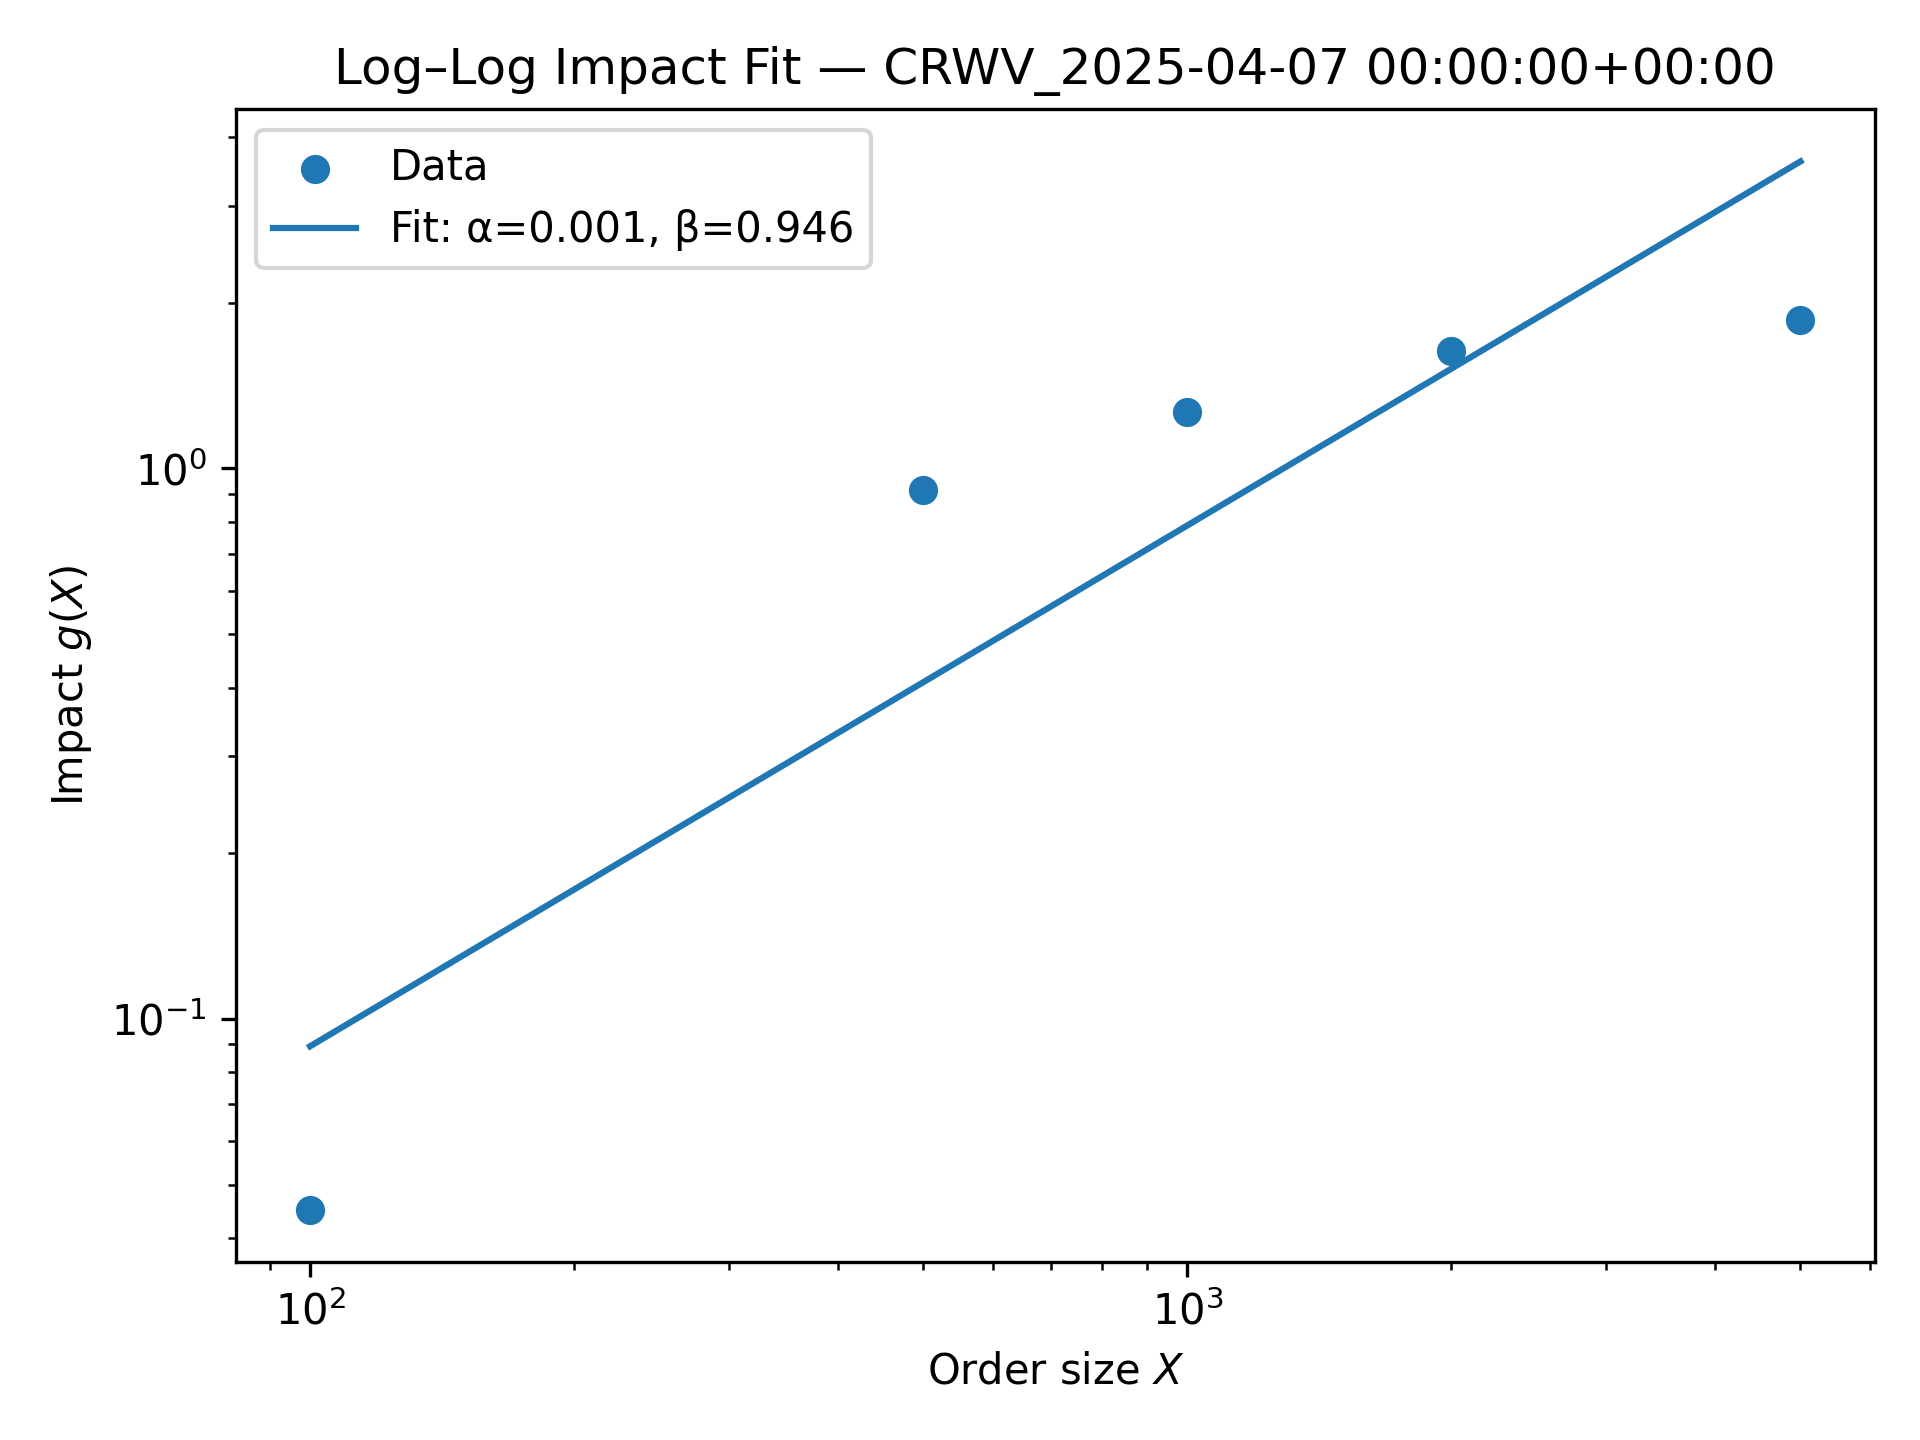 Log–Log Impact Fit — CRWV_2025-04-07 00:00:00+00:00
Data
Fit: α=0.001, β=0.946
Impact g(X)
10⁰
10⁻¹
10²
10³
Order size X